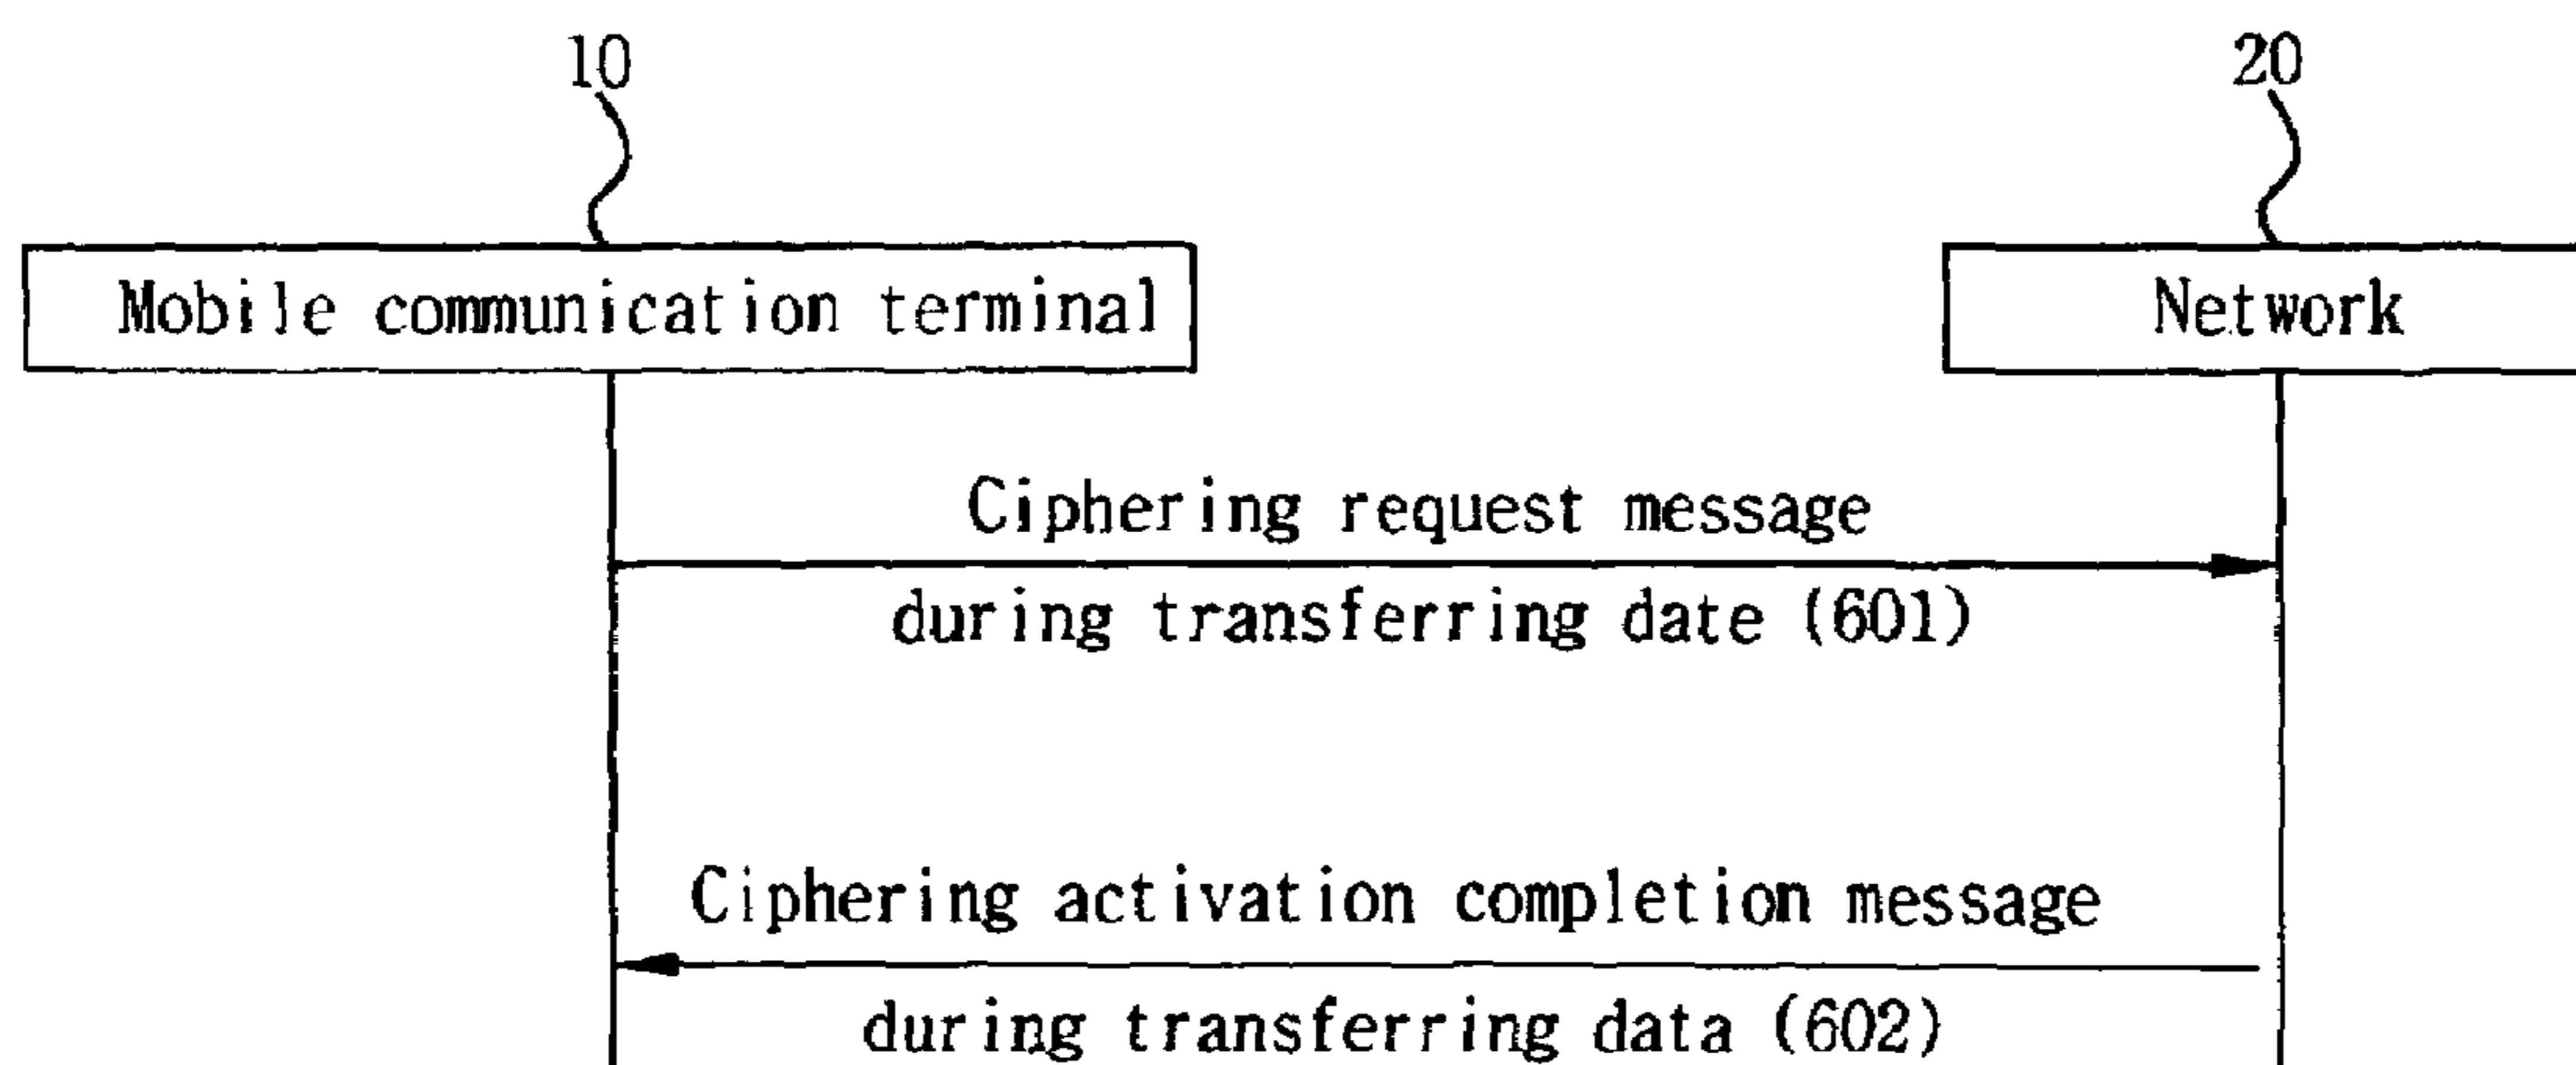 10
20
Mobile communication terminal
Network
Ciphering request message
during transferring date (601)
Ciphering activation completion message
during transferring data (602)